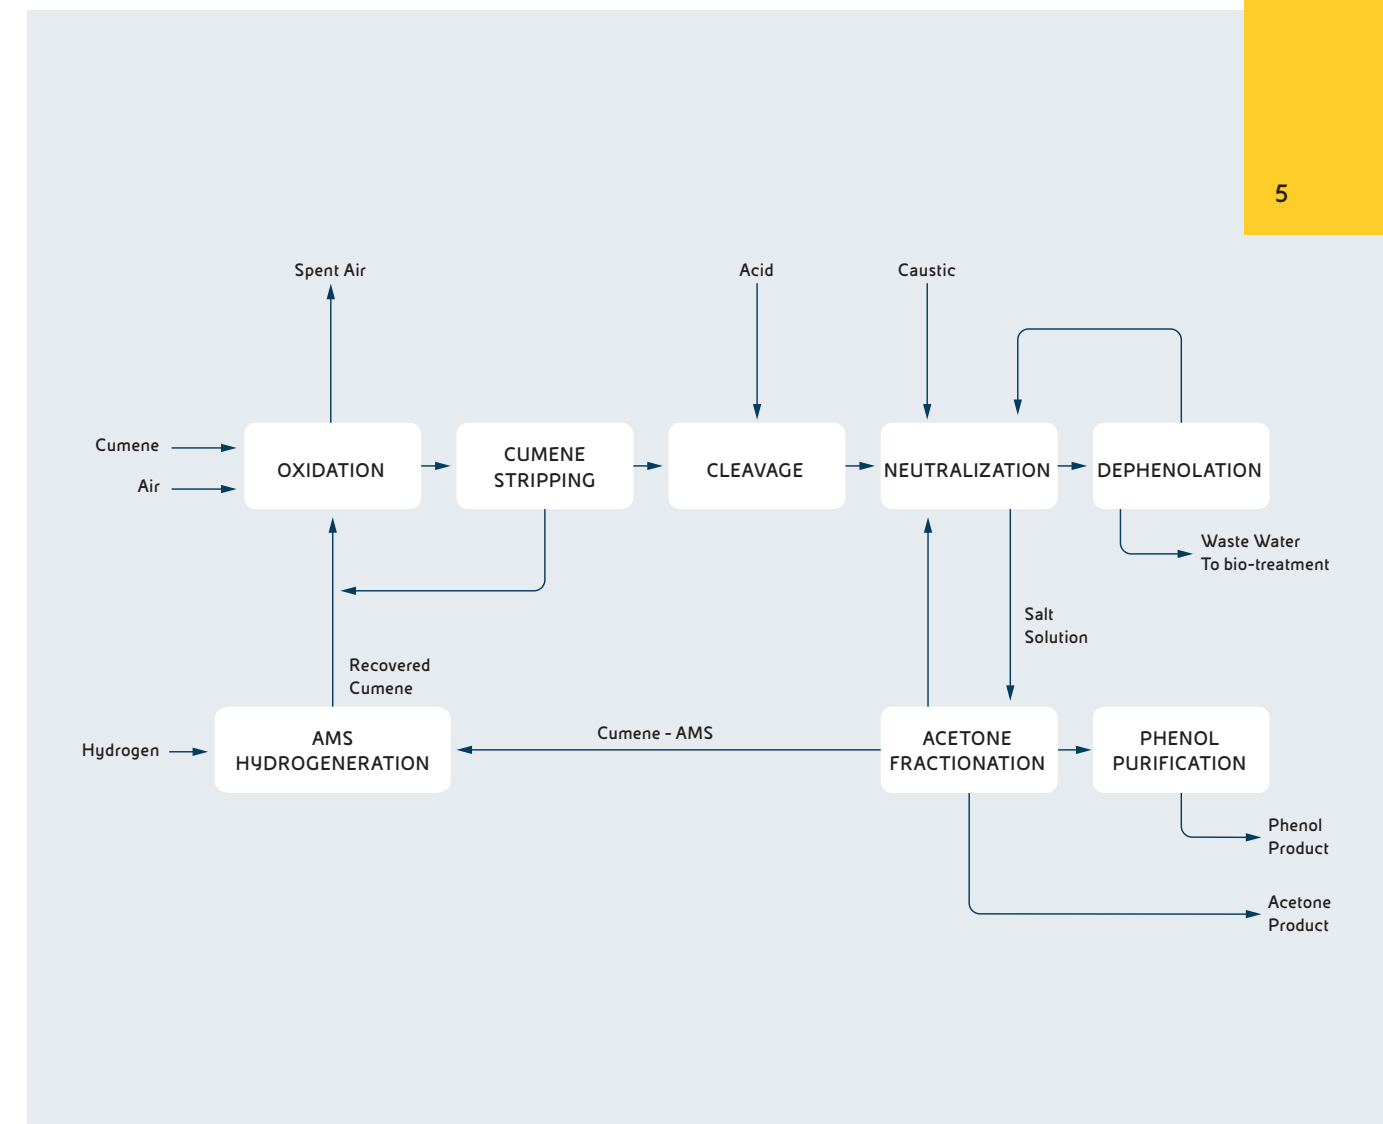 5
Spent Air
Acid
Caustic
Cumene
Air
OXIDATION
CUMENE
STRIPPING
CLEAVAGE
NEUTRALIZATION
DEPHENOLATION
Waste Water
To bio-treatment
Salt
Solution
Recovered
Cumene
Hydrogen
AMS
HYDROGENERATION
Cumene - AMS
ACETONE
FRACTIONATION
PHENOL
PURIFICATION
Phenol
Product
Acetone
Product